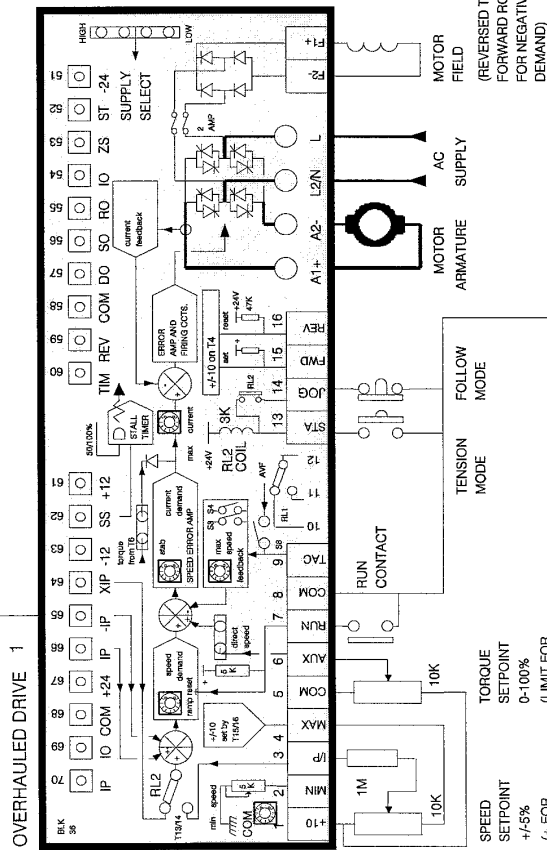 OVERHAULED DRIVE 1
BLK
36
70
69
68
67
66
65
64
63
62
61
60
59
58
57
56
55
54
53
52
51
IP
IO
COM
+24
IP
-IP
XIP
-12
SS
+12
TIM
REV
COM
DO
SO
RO
IO
ZS
ST
-24
HIGH
LOW
SUPPLY
SELECT
50/100%
STALL
TIMER
torque
from T6
max
current
RL2
T13/14
speed
demand
ramp reset
stab
current
demand
SPEED ERROR AMP
max
speed
feedback
S3
S4
S8
AVF
direct
speed
5
K
+/-10
set by
T15/16
min
speed
5
K
COM
+24V
RL2
COIL
3K
RL2
RL1
+/-10 on T4
set
reset
+24V
47K
ERROR
AMP AND
FIRING CCTS.
current
feedback
2
AMP
1
2
3
4
5
6
7
8
9
10
11
12
13
14
15
16
+10
MIN
I/P
MAX
COM
AUX
RUN
COM
TAC
STA
JOG
FWD
REV
A1+
A2-
L2/N
L
F2-
F1+
10K
1M
10K
RUN
CONTACT
SPEED
SETPOINT
+/-5%
(+ FOR
TORQUE
SETPOINT
0-100%
(LIMIT FOR
TENSION
MODE
FOLLOW
MODE
MOTOR
ARMATURE
AC
SUPPLY
MOTOR
FIELD
(REVERSED T
FORWARD RO
FOR NEGATIV
DEMAND)